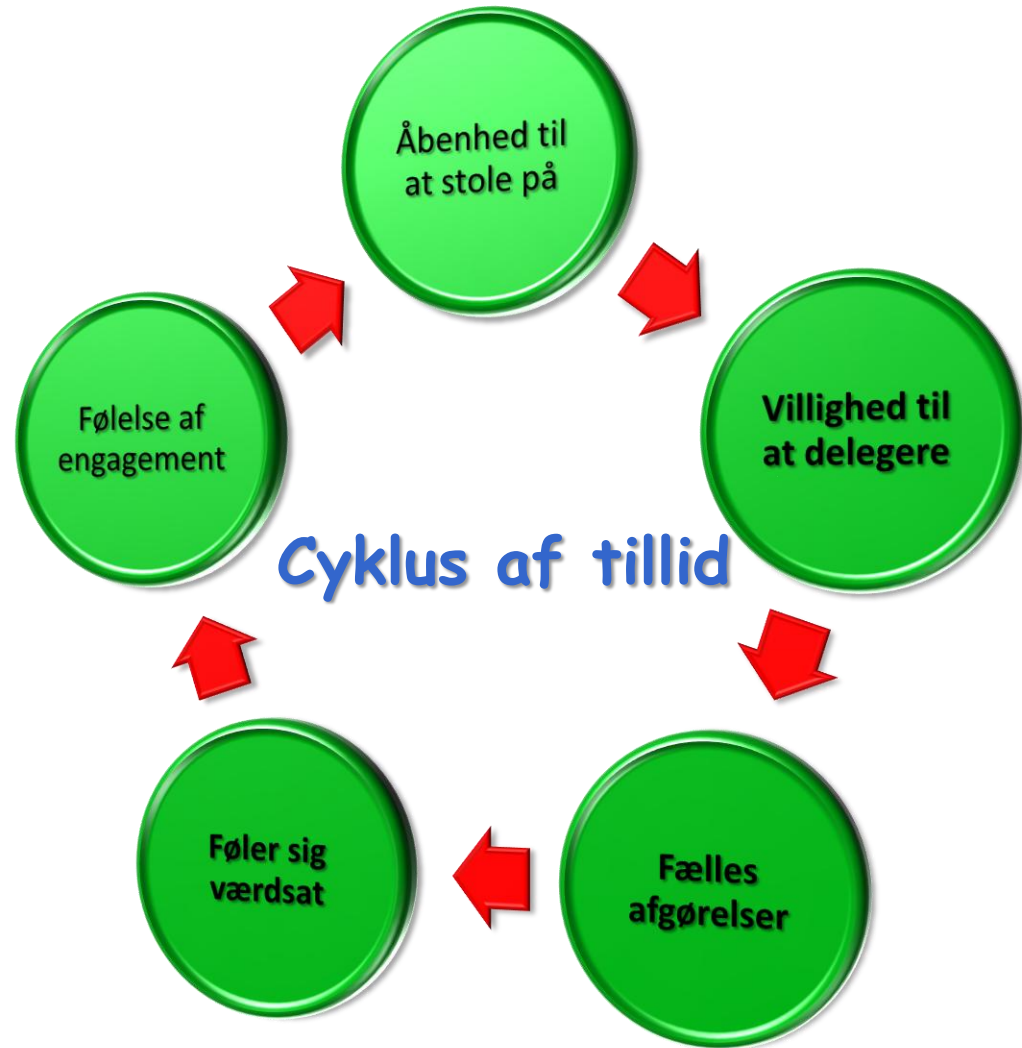 Åbenhed til
at stole på
Villighed til
at delegere
Fælles
afgørelser
Føler sig
værdsat
Følelse af
engagement
Cyklus af tillid